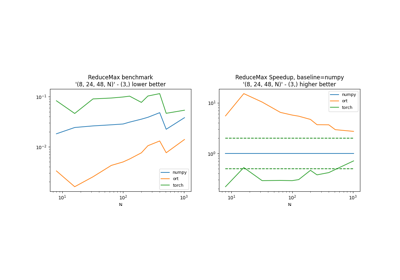 ReduceMax benchmark
'(8, 24, 48, N)' - (3,) lower better
10⁻¹
10⁻²
numpy
ort
torch
10¹
10²
10³
N
ReduceMax Speedup, baseline=numpy
'(8, 24, 48, N)' - (3,) higher better
numpy
ort
torch
10¹
10⁰
10¹
10²
10³
N